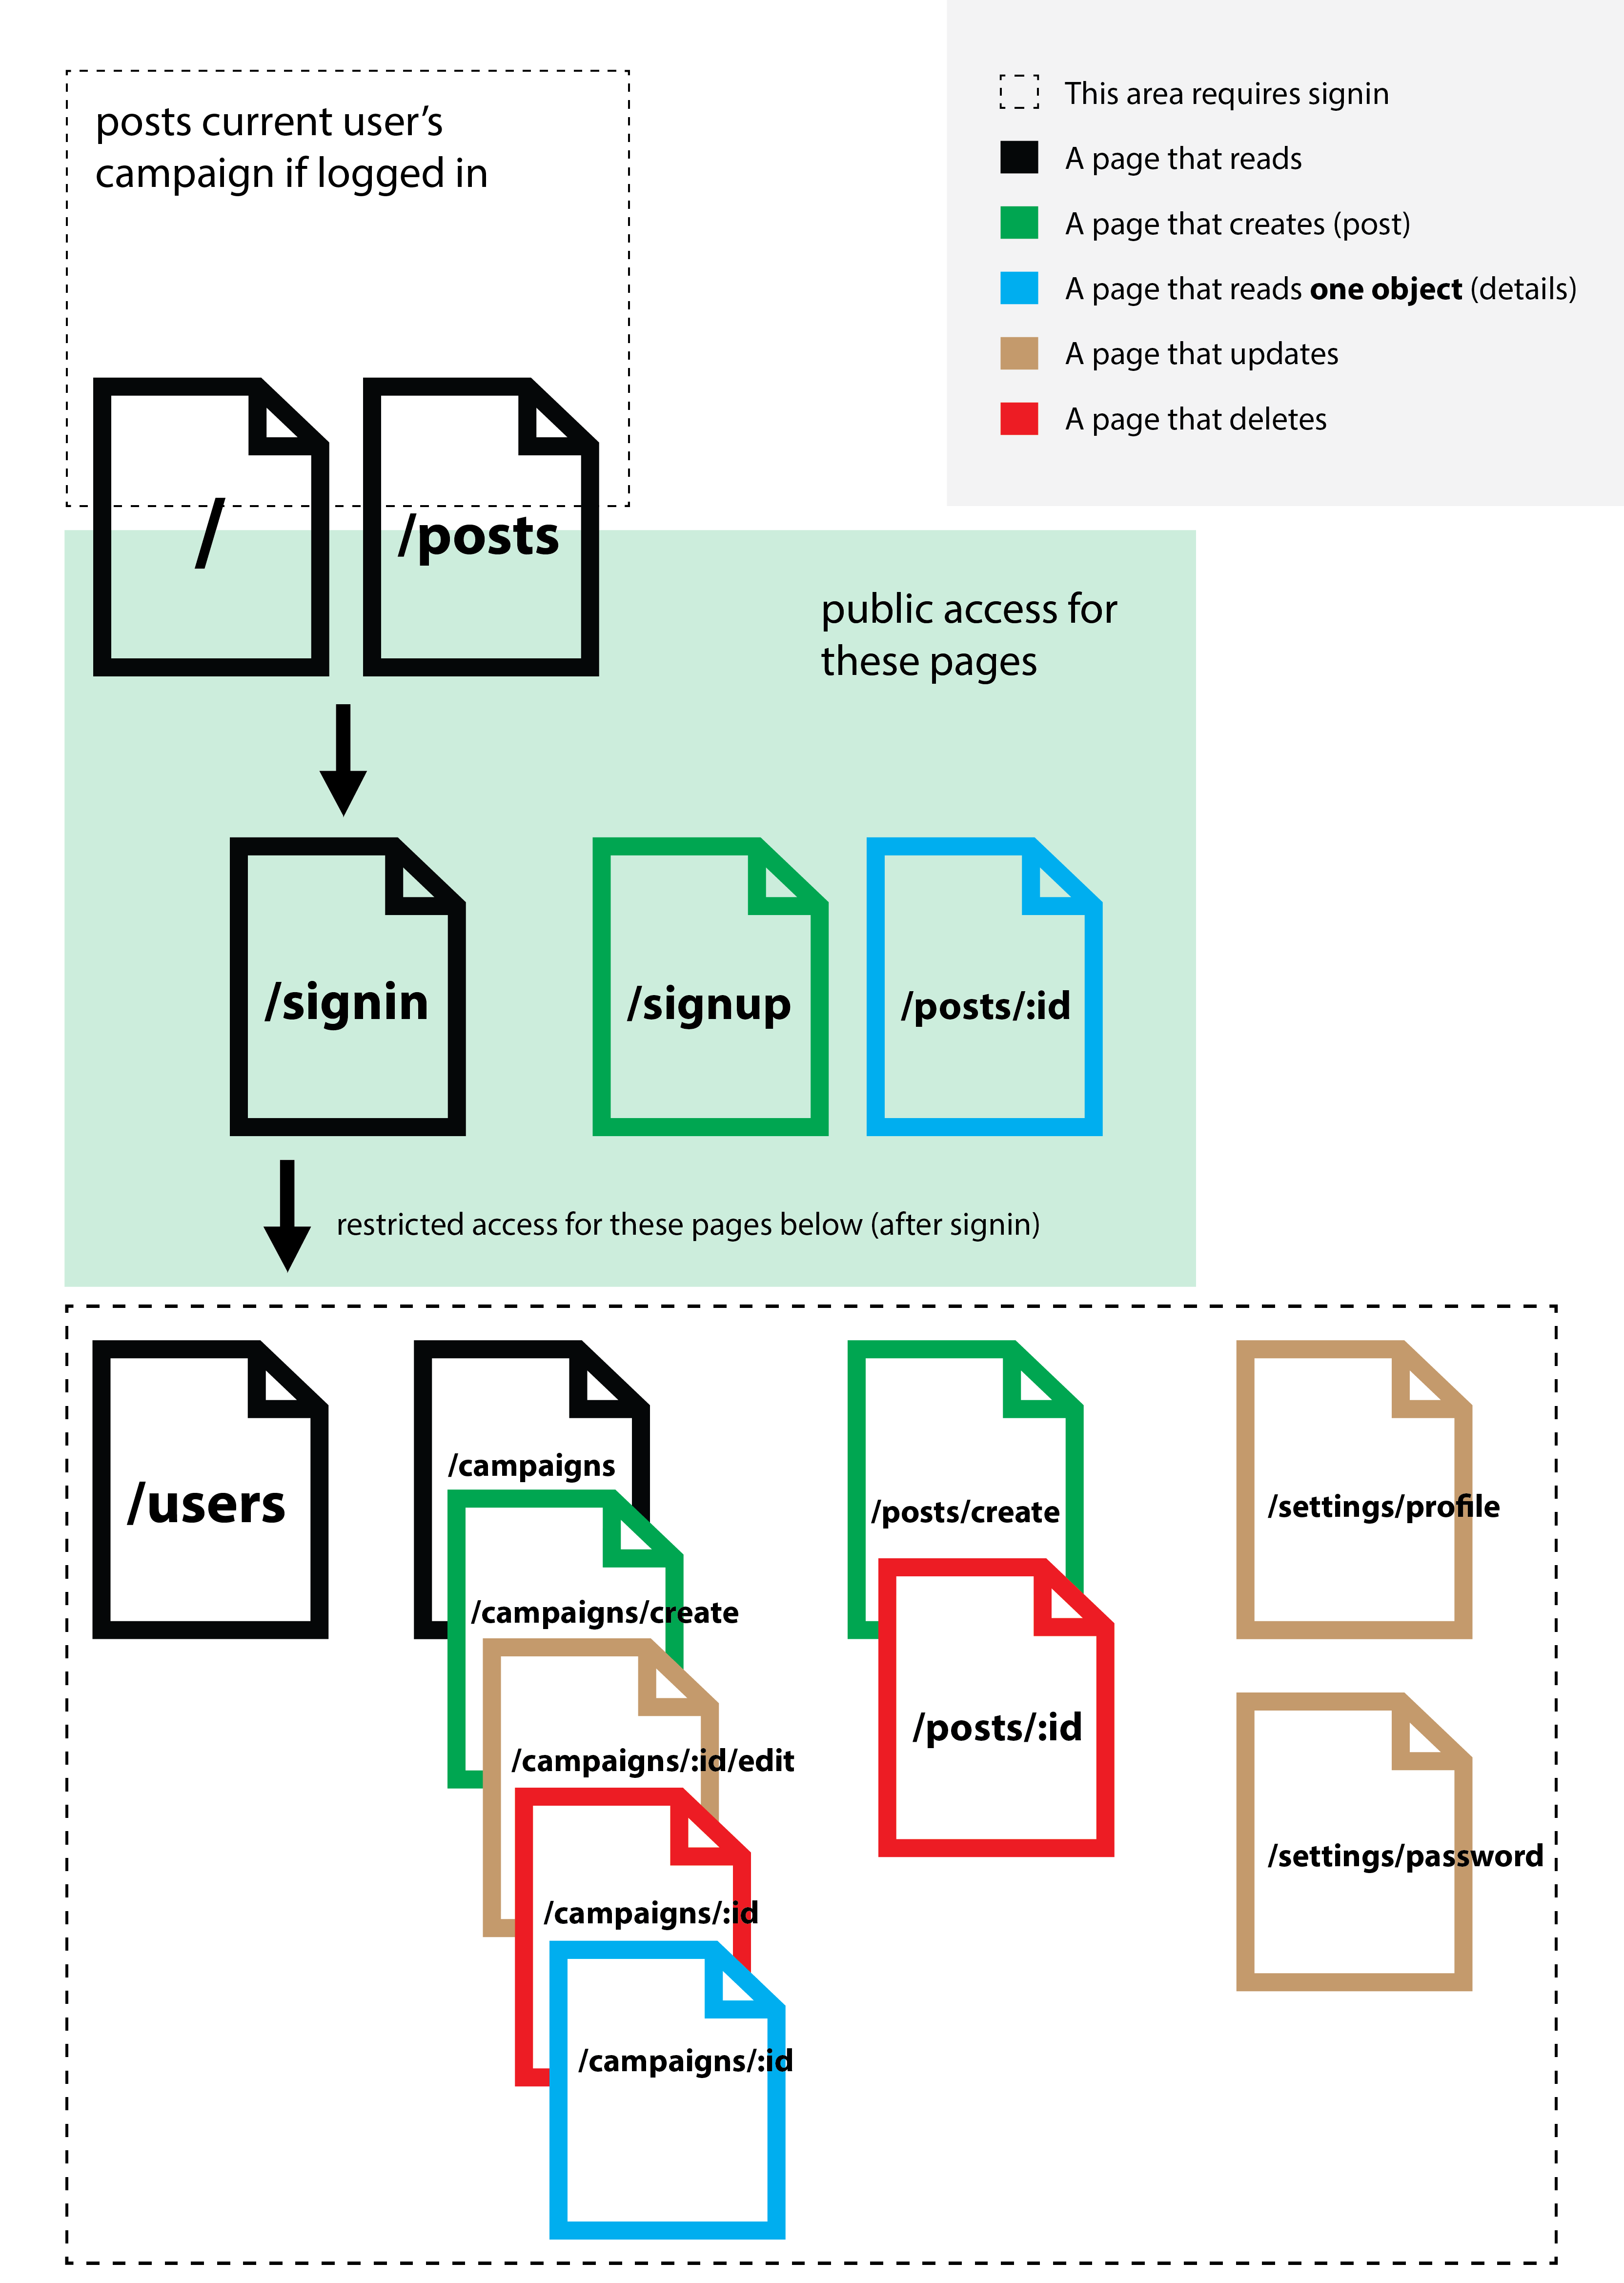 posts current user’s
campaign if logged in
This area requires signin
A page that reads
A page that creates (post)
A page that reads one object (details)
A page that updates
A page that deletes
/
/posts
public access for
these pages
/signin
/signup
/posts/:id
restricted access for these pages below (after signin)
/users
/campaigns
/campaigns/create
/campaigns/:id/edit
/campaigns/:id
/campaigns/:id
/posts/create
/posts/:id
/settings/profile
/settings/password